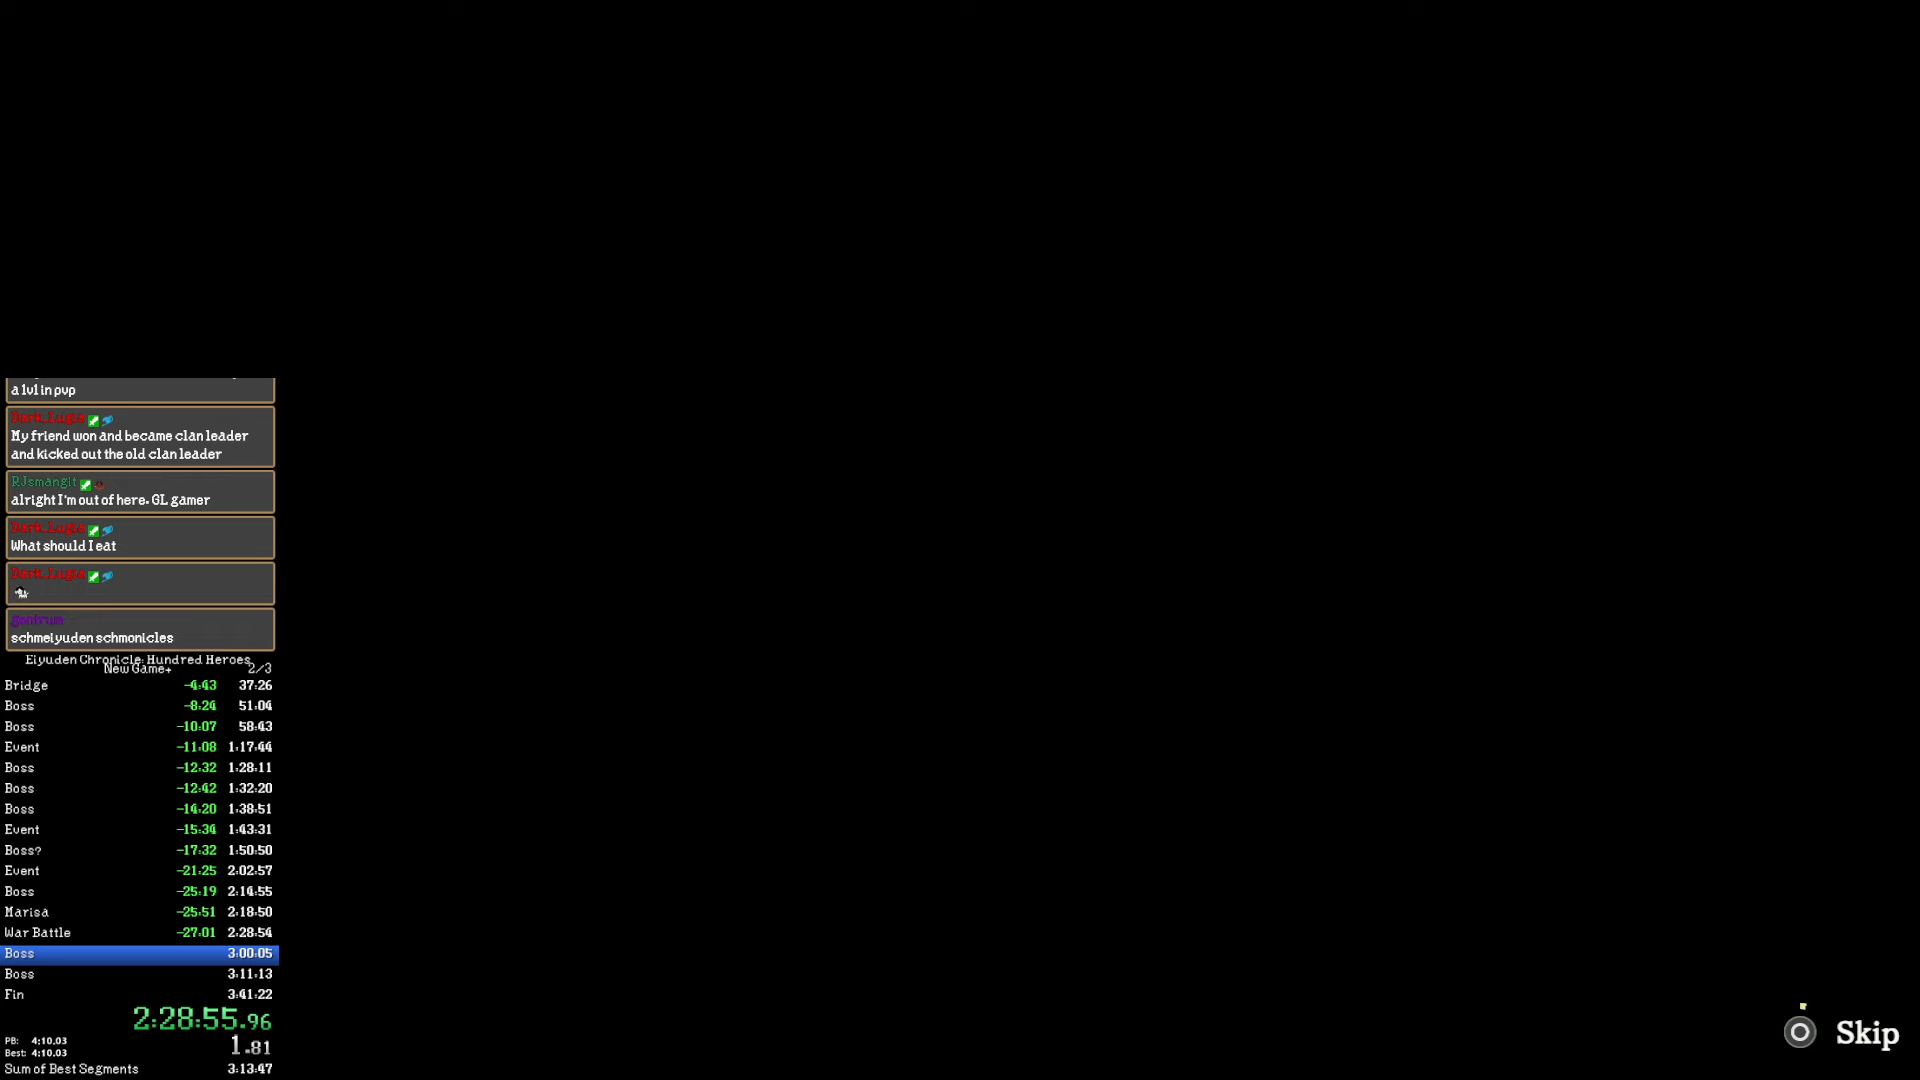 a 1v1 in pvp
Dark_Lugia
My friend won and became clan leader
and kicked out the old clan leader
RJsmangit
alright I'm out of here. GL gamer
Dark_Lugia
What should I eat
Dark_Lugia
schmeiyuden schmonicles
Eiyuden Chronicle: Hundred Heroes
New Game+ 2/3
Bridge -4:43 37:26
Boss -8:24 51:04
Boss -10:07 58:43
Event -11:08 1:17:44
Boss -12:32 1:28:11
Boss -12:42 1:32:20
Boss -14:20 1:38:51
Event -15:34 1:43:31
Boss? -17:32 1:50:50
Event -21:25 2:02:57
Boss -25:19 2:14:55
Marisa -25:51 2:18:50
War Battle -27:01 2:28:54
Boss 3:00:05
Boss 3:11:13
Fin 3:41:22
2:28:55.96
PB: 4:10.03
1.81
Best: 4:10.03
Sum of Best Segments 3:13:47
Skip